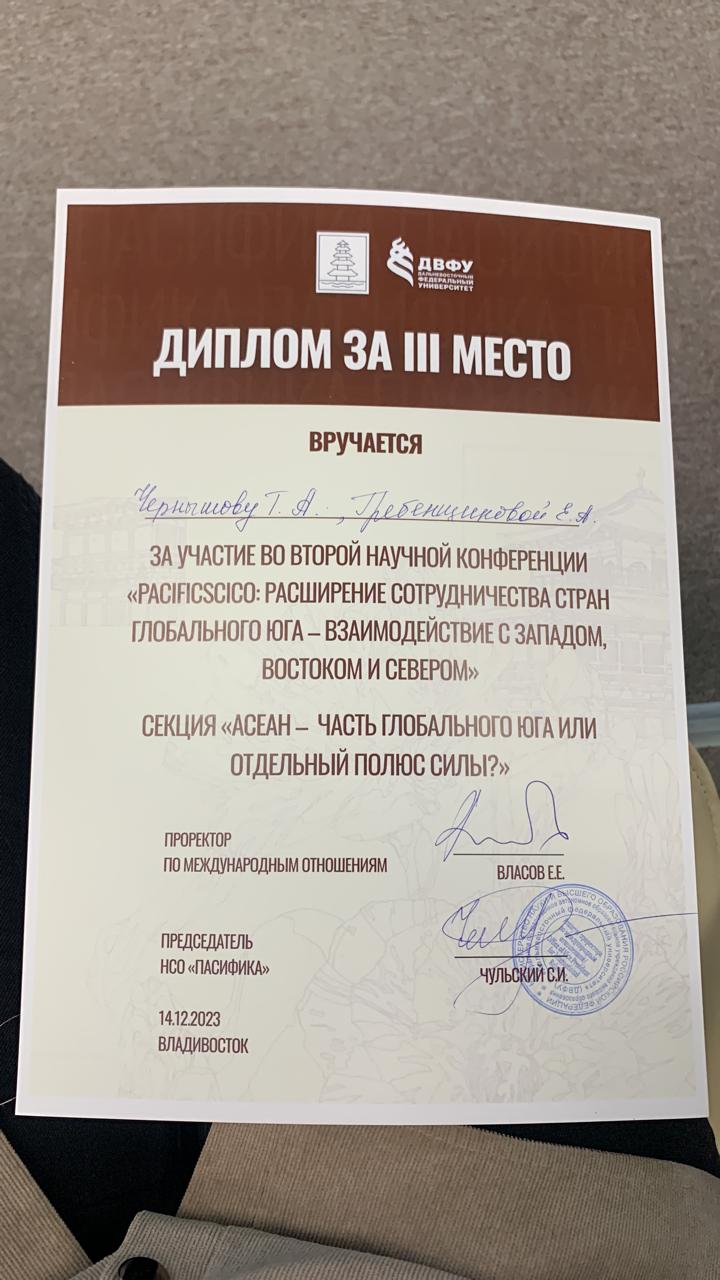 ДВФУ
ДАЛЬНЕВОСТОЧНЫЙ
ФЕДЕРАЛЬНЫЙ
УНИВЕРСИТЕТ
ДИПЛОМ ЗА III МЕСТО
ВРУЧАЕТСЯ
Чернышову Т. А., Гребенщиковой Е.А.
ЗА УЧАСТИЕ ВО ВТОРОЙ НАУЧНОЙ КОНФЕРЕНЦИИ
«PACIFICSCICO: РАСШИРЕНИЕ СОТРУДНИЧЕСТВА СТРАН
ГЛОБАЛЬНОГО ЮГА – ВЗАИМОДЕЙСТВИЕ С ЗАПАДОМ,
ВОСТОКОМ И СЕВЕРОМ»
СЕКЦИЯ «АСЕАН – ЧАСТЬ ГЛОБАЛЬНОГО ЮГА ИЛИ
ОТДЕЛЬНЫЙ ПОЛЮС СИЛЫ?»
ПРОРЕКТОР
ПО МЕЖДУНАРОДНЫМ ОТНОШЕНИЯМ
ВЛАСОВ Е.Е.
ПРЕДСЕДАТЕЛЬ
НСО «ПАСИФИКА»
ЧУЛЬСКИЙ С.И.
14.12.2023
ВЛАДИВОСТОК